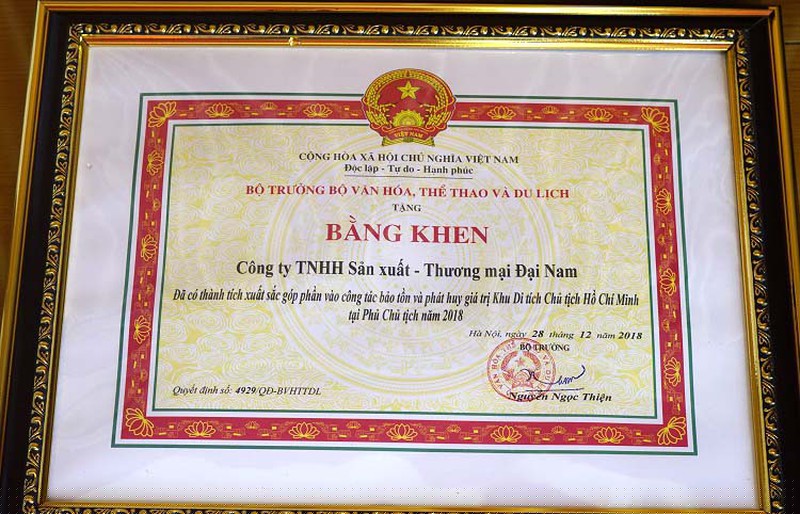 VIỆT NAM
CỘNG HÒA XÃ HỘI CHỦ NGHĨA VIỆT NAM
Độc lập - Tự do - Hạnh phúc
BỘ TRƯỞNG BỘ VĂN HÓA, THỂ THAO VÀ DU LỊCH
TẶNG
BẰNG KHEN
Công ty TNHH Sản xuất - Thương mại Đại Nam
Đã có thành tích xuất sắc góp phần vào công tác bảo tồn và phát huy giá trị Khu Di tích Chủ tịch Hồ Chí Minh
tại Phủ Chủ tịch năm 2018
Hà Nội, ngày 28 tháng 12 năm 2018
BỘ TRƯỞNG
Quyết định số: 4929/QĐ-BVHTTDL
Nguyễn Ngọc Thiện